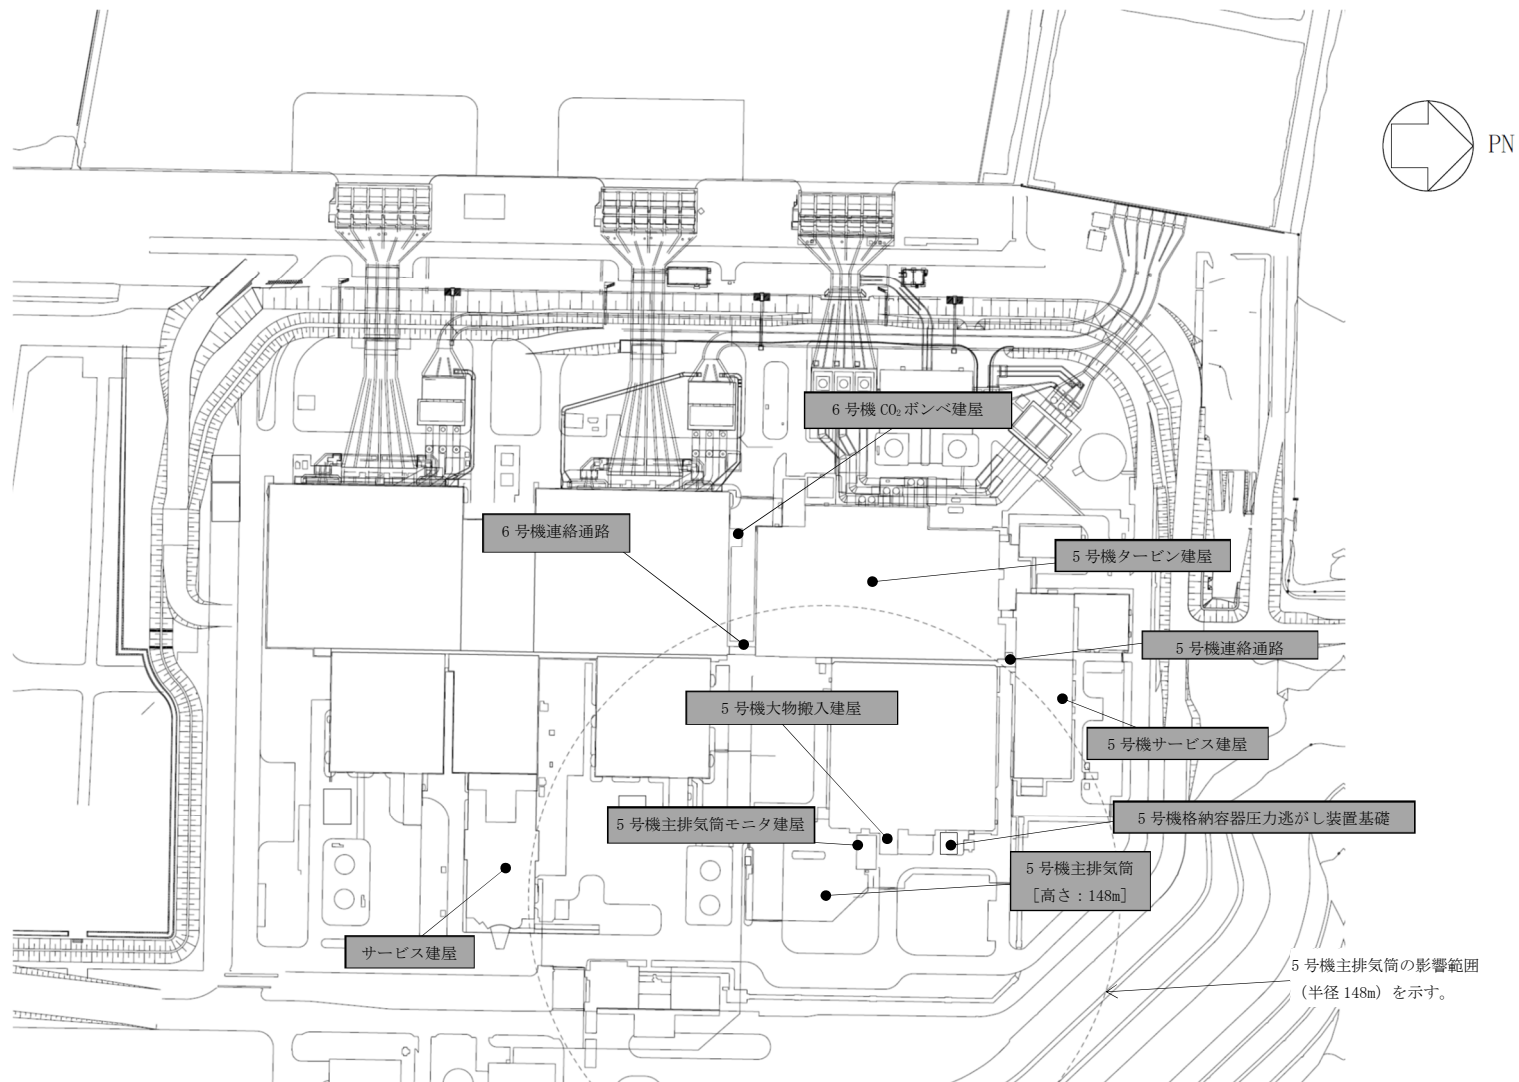 PN
6号機CO₂ボンベ建屋
6号機連絡通路
5号機タービン建屋
5号機連絡通路
5号機大物搬入建屋
5号機サービス建屋
5号機主排気筒モニタ建屋
5号機格納容器圧力逃がし装置基礎
5号機主排気筒
[高さ：148m]
サービス建屋
5号機主排気筒の影響範囲
（半径148m）を示す。